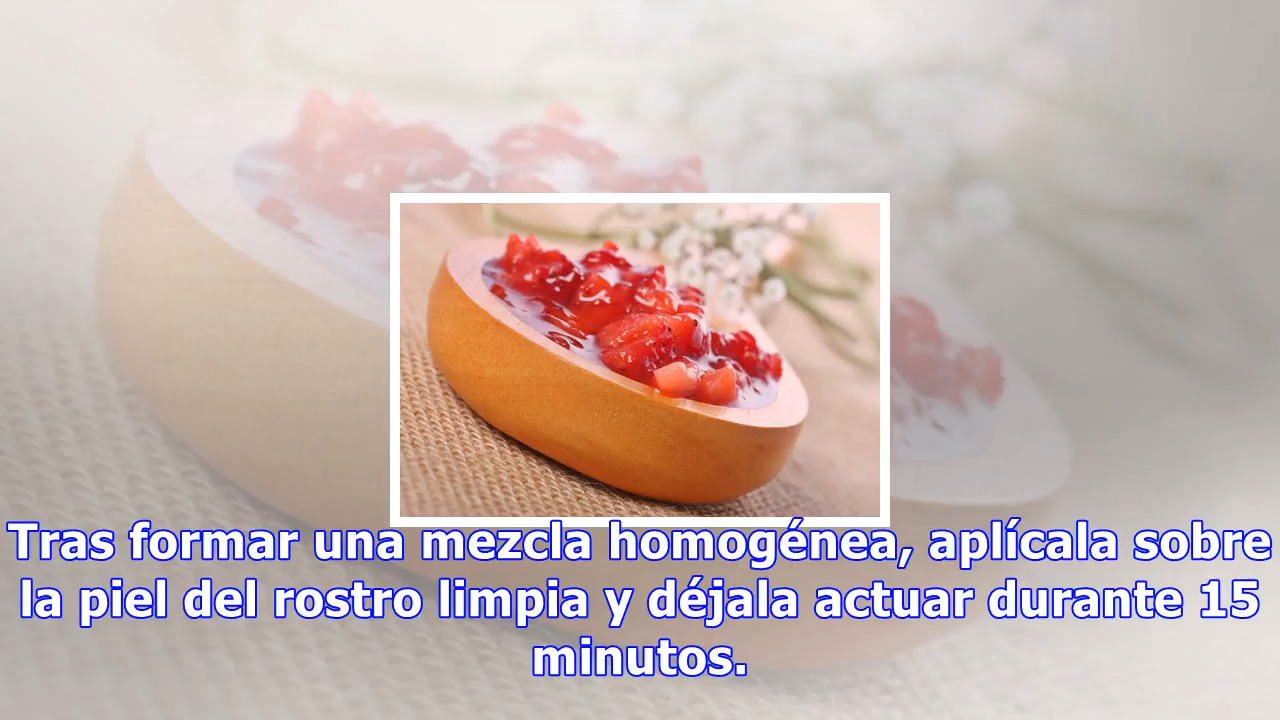 Tras formar una mezcla homogénea, aplícala sobre
la piel del rostro limpia y déjala actuar durante 15
minutos.